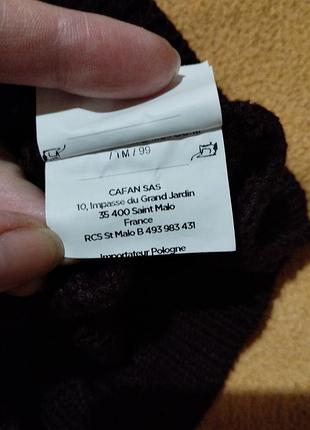 / 1M / 99
CAFAN SAS
10, Impasse du Grand Jardin
35 400 Saint Malo
France
RCS St Malo B 493 983 431
Importateur Pologne